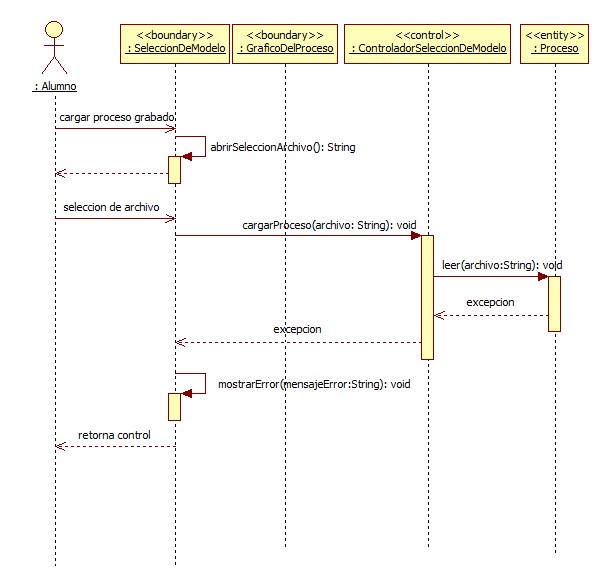 <<boundary>>
: SeleccionDeModelo
<<boundary>>
: GraficoDelProceso
<<control>>
: ControladorSeleccionDeModelo
<<entity>>
: Proceso
: Alumno
cargar proceso grabado
abrirSeleccionArchivo(): String
seleccion de archivo
cargarProceso(archivo: String): void
leer(archivo:String): void
excepcion
excepcion
mostrarError(mensajeError:String): void
retorna control